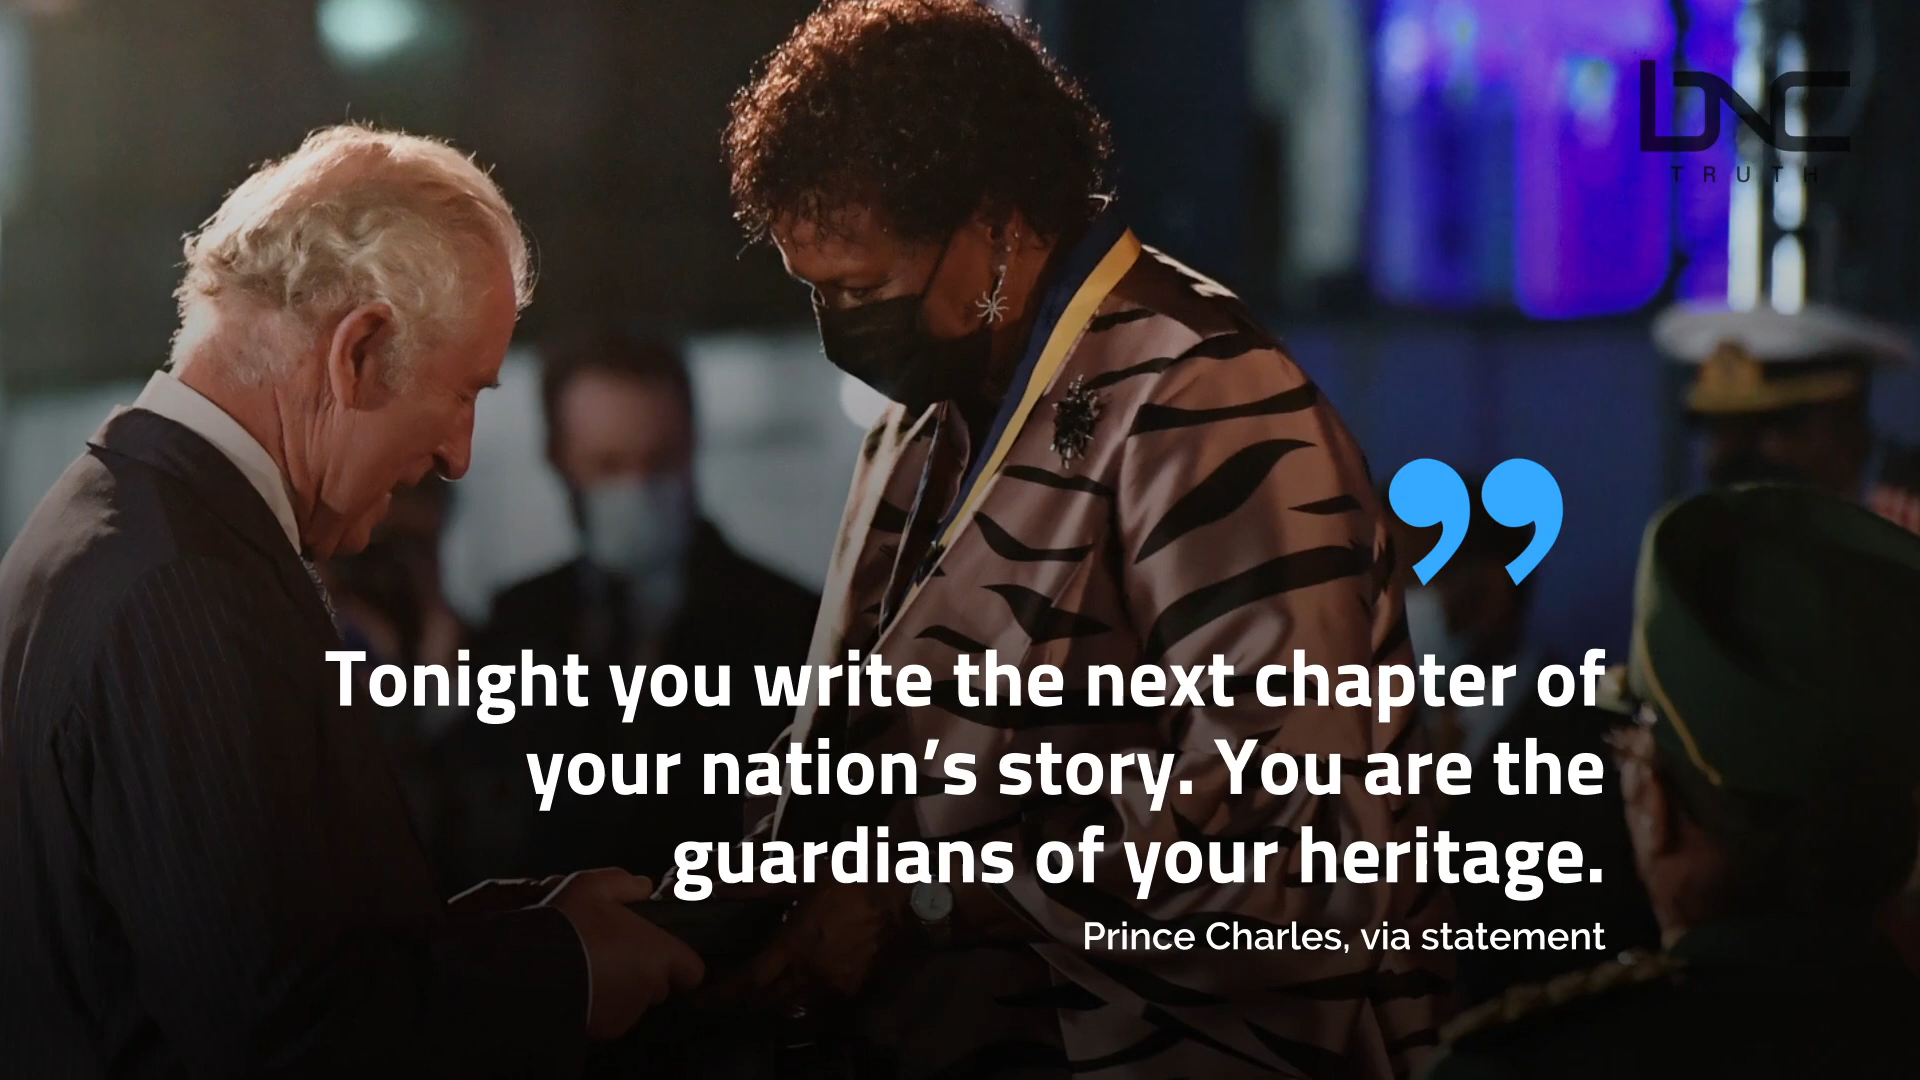 bNC
TRUTH
”
Tonight you write the next chapter of
your nation’s story. You are the
guardians of your heritage.
Prince Charles, via statement